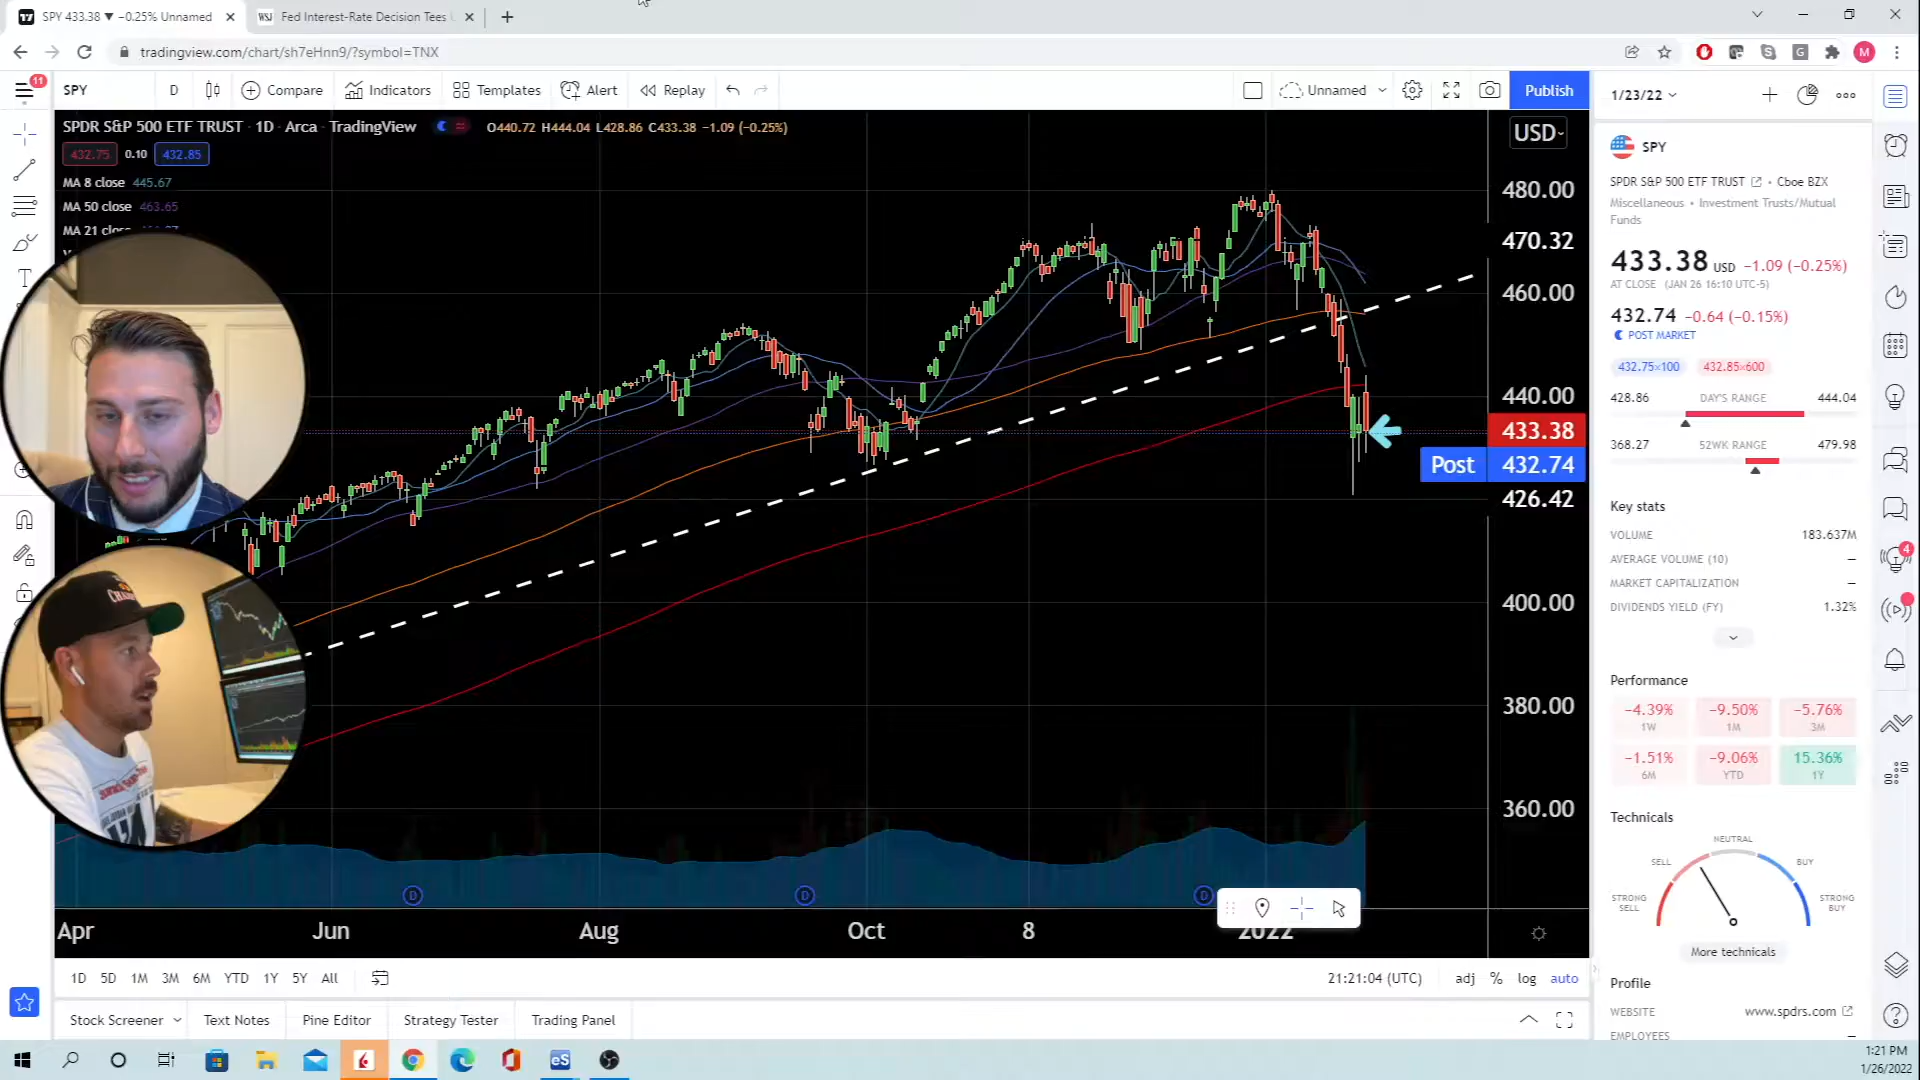 SPY 433.38 ▼ −0.25% Unnamed
Fed Interest-Rate Decision Tees
tradingview.com/chart/sh7eHnn9/?symbol=TNX
11
SPY D Compare Indicators Templates Alert Replay Unnamed Publish
SPDR S&P 500 ETF TRUST · 1D · Arca · TradingView O440.72 H444.04 L428.86 C433.38 −1.09 (−0.25%)
USD
432.75 0.10 432.85
MA 8 close 445.67
MA 50 close 463.65
MA 21 close
480.00
470.32
460.00
440.00
433.38
Post 432.74
426.42
400.00
380.00
360.00
D D D
Apr Jun Aug Oct 8 2022
1D 5D 1M 3M 6M YTD 1Y 5Y All
21:21:04 (UTC) adj % log auto
Stock Screener Text Notes Pine Editor Strategy Tester Trading Panel
1/23/22
SPY
SPDR S&P 500 ETF TRUST • Cboe BZX
Miscellaneous • Investment Trusts/Mutual
Funds
433.38 USD −1.09 (−0.25%)
AT CLOSE (JAN 26 16:10 UTC-5)
432.74 −0.64 (−0.15%)
POST MARKET
432.75×100 432.85×600
428.86 DAY'S RANGE 444.04
368.27 52WK RANGE 479.98
Key stats
VOLUME 183.637M
AVERAGE VOLUME (10) —
MARKET CAPITALIZATION —
DIVIDENDS YIELD (FY) 1.32%
4
Performance
−4.39% −9.50% −5.76%
1W 1M 3M
−1.51% −9.06% 15.36%
6M YTD 1Y
Technicals
NEUTRAL
SELL BUY
STRONG SELL
STRONG BUY
More technicals
Profile
WEBSITE www.spdrs.com
EMPLOYEES —
1:21 PM
1/26/2022